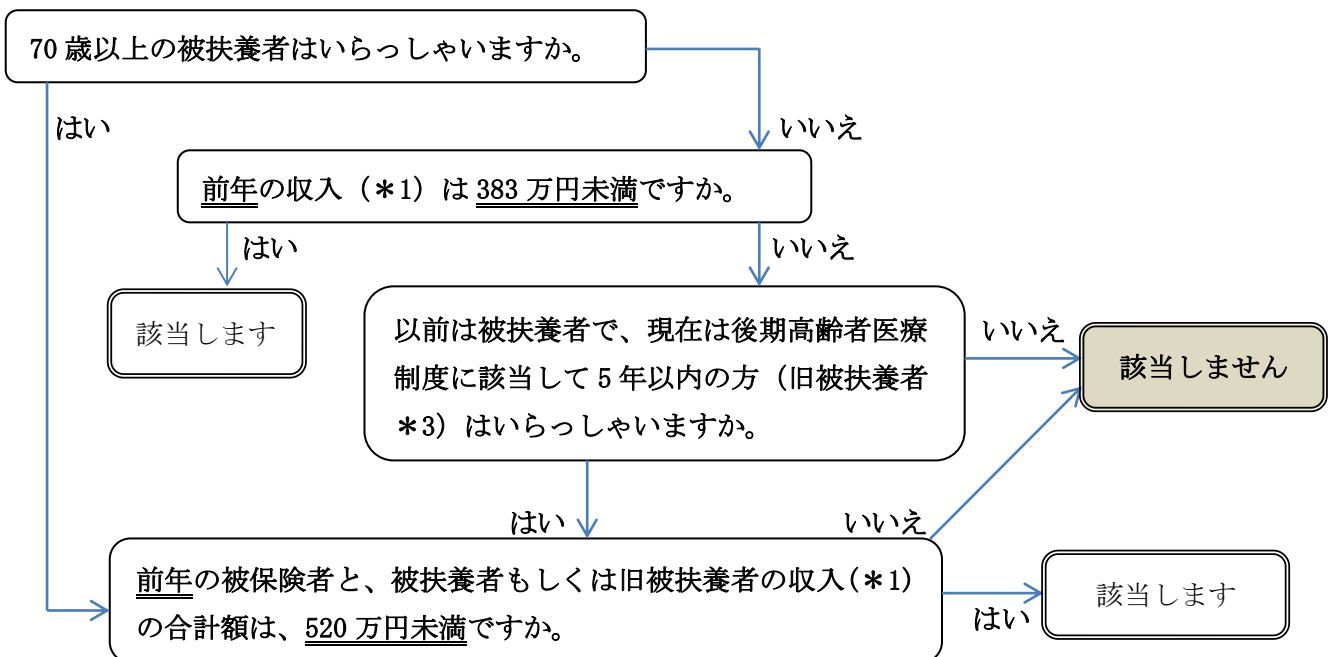 70 歳以上の被扶養者はいらっしゃいますか。
はい
いいえ
前年の収入（＊1）は 383 万円未満ですか。
はい
いいえ
該当します
以前は被扶養者で、現在は後期高齢者医療
制度に該当して 5 年以内の方（旧被扶養者
＊3）はいらっしゃいますか。
いいえ
該当しません
はい
いいえ
前年の被保険者と、被扶養者もしくは旧被扶養者の収入(＊1)
の合計額は、520 万円未満ですか。
はい
該当します